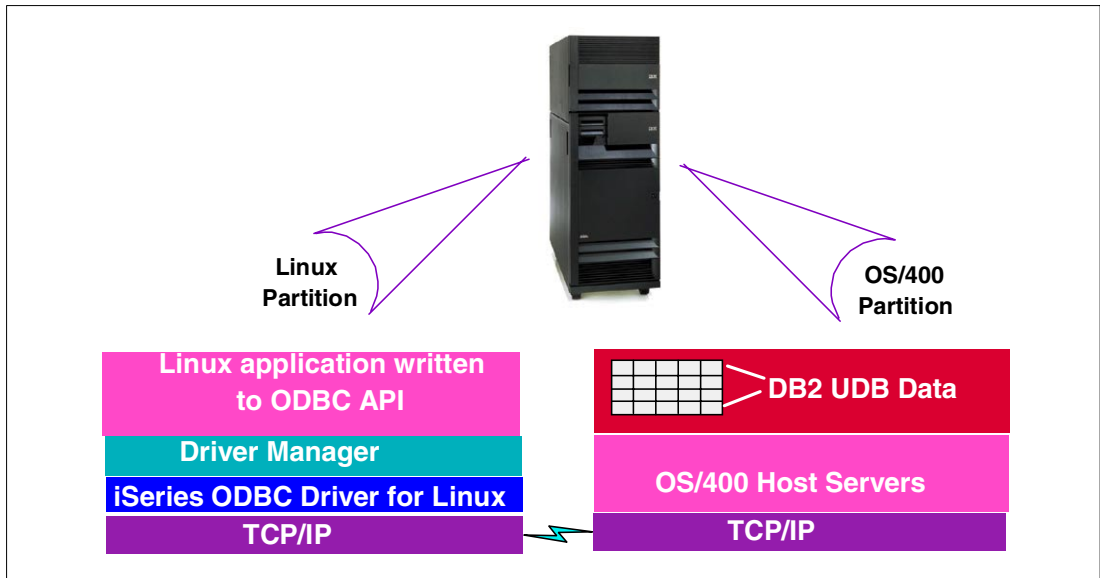 Linux
Partition
OS/400
Partition
Linux application written
to ODBC API
Driver Manager
iSeries ODBC Driver for Linux
TCP/IP
DB2 UDB Data
OS/400 Host Servers
TCP/IP